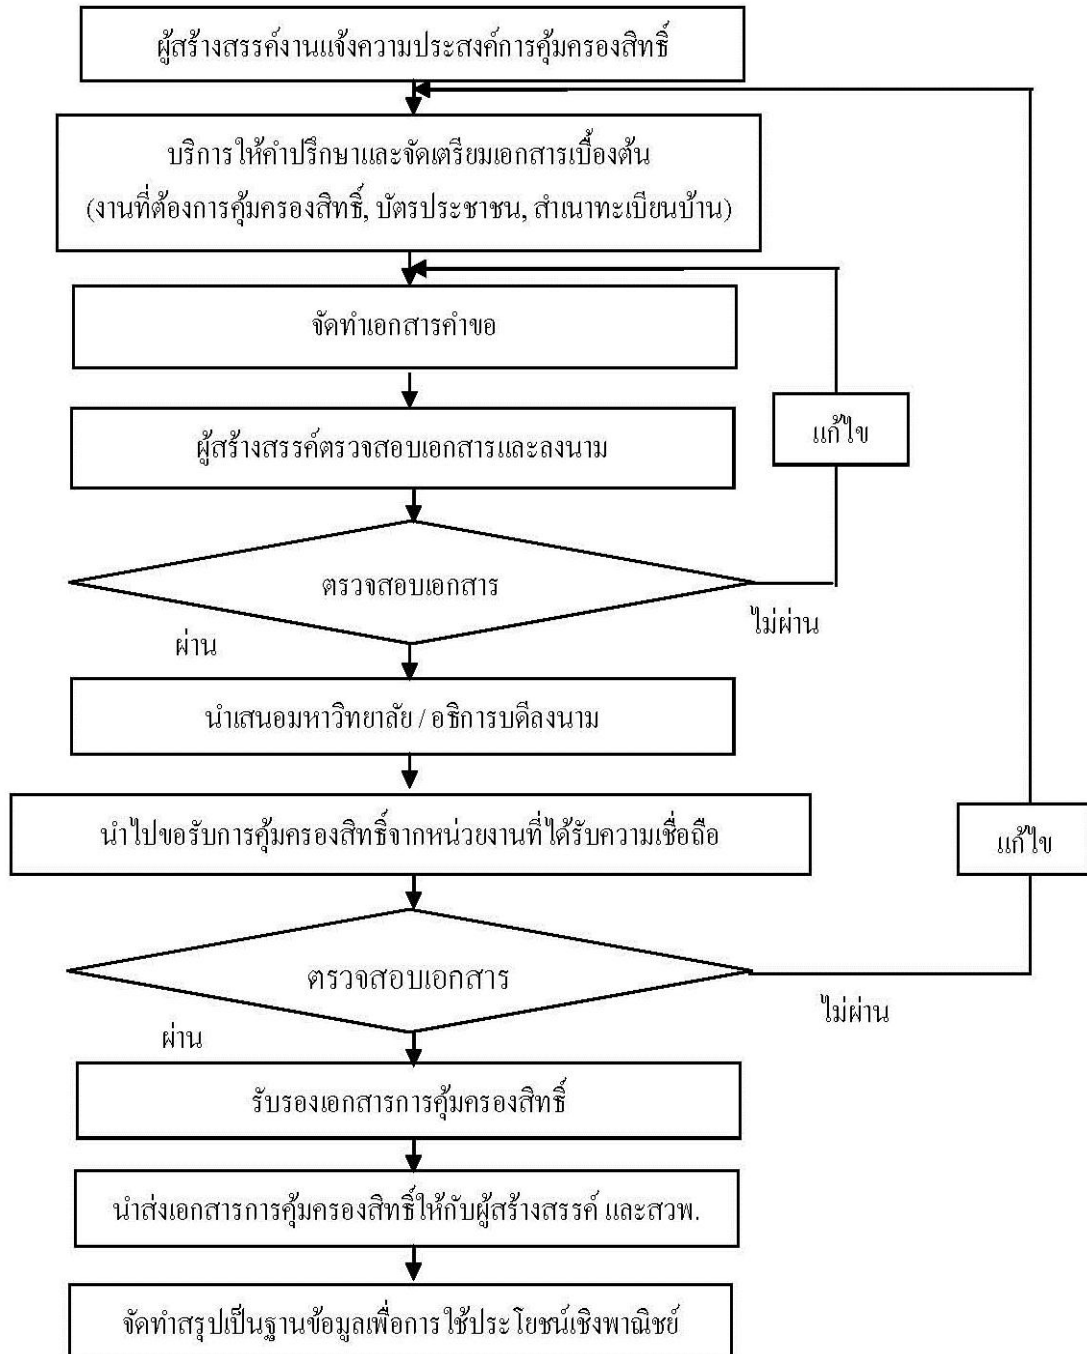 ผู้สร้างสรรค์งานแจ้งความประสงค์การคุ้มครองสิทธิ์
บริการให้คำปรึกษาและจัดเตรียมเอกสารเบื้องต้น
(งานที่ต้องการคุ้มครองสิทธิ์, บัตรประชาชน, สำเนาทะเบียนบ้าน)
จัดทำเอกสารคำขอ
ผู้สร้างสรรค์ตรวจสอบเอกสารและลงนาม
แก้ไข
ตรวจสอบเอกสาร
ไม่ผ่าน
ผ่าน
นำเสนอมหาวิทยาลัย / อธิการบดีลงนาม
นำไปขอรับการคุ้มครองสิทธิ์จากหน่วยงานที่ได้รับความเชื่อถือ
แก้ไข
ตรวจสอบเอกสาร
ไม่ผ่าน
ผ่าน
รับรองเอกสารการคุ้มครองสิทธิ์
นำส่งเอกสารการคุ้มครองสิทธิ์ให้กับผู้สร้างสรรค์ และสวพ.
จัดทำสรุปเป็นฐานข้อมูลเพื่อการใช้ประโยชน์เชิงพาณิชย์